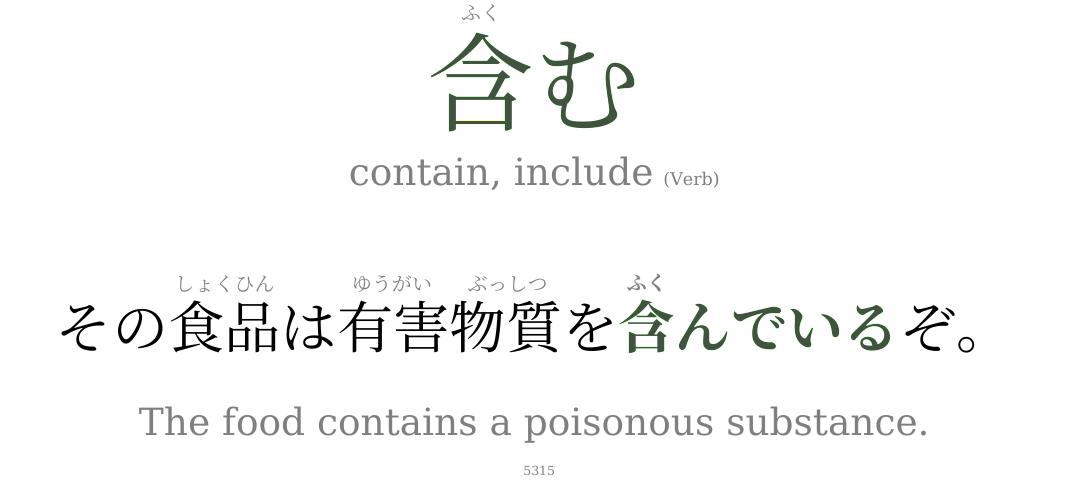 ふく
含む
contain, include (Verb)
しょくひん ゆうがい ぶっしつ ふく
その食品は有害物質を含んでいるぞ。
The food contains a poisonous substance.
5315